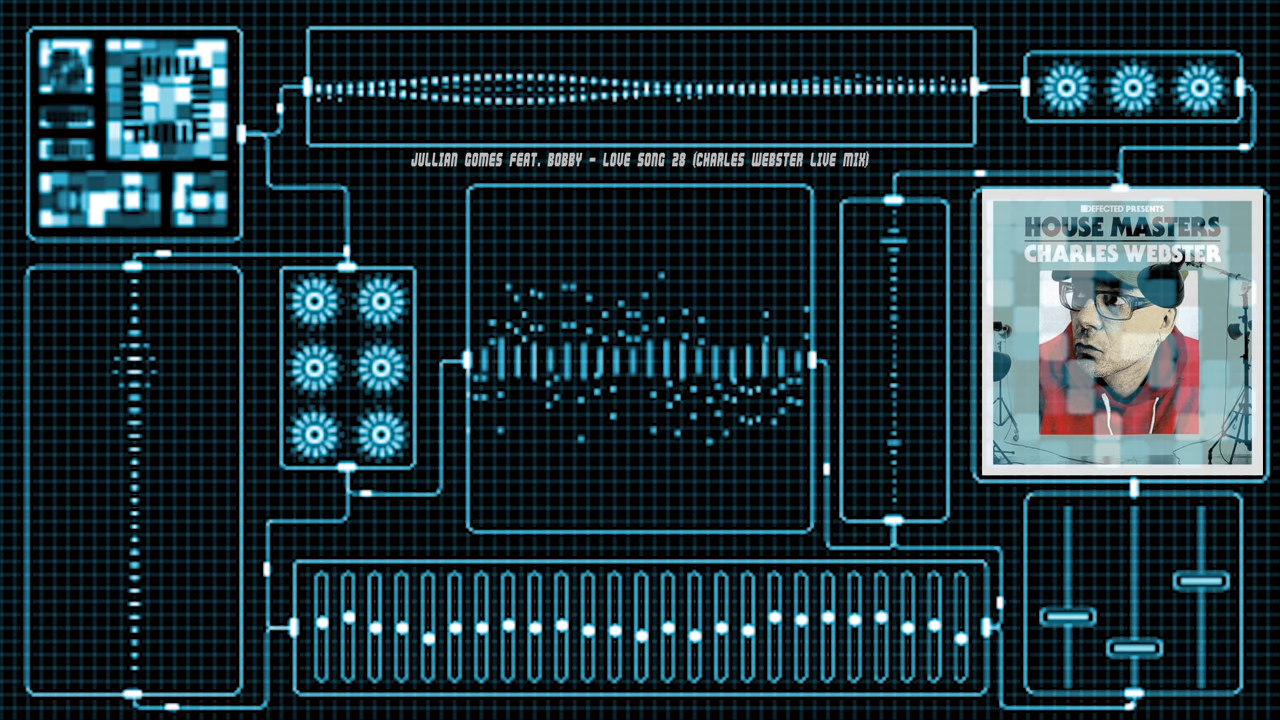 JULLIAN GOMES FEAT. BOBBY - LOVE SONG 28 (CHARLES WEBSTER LIVE MIX)
DEFECTED PRESENTS
HOUSE MASTERS
CHARLES WEBSTER